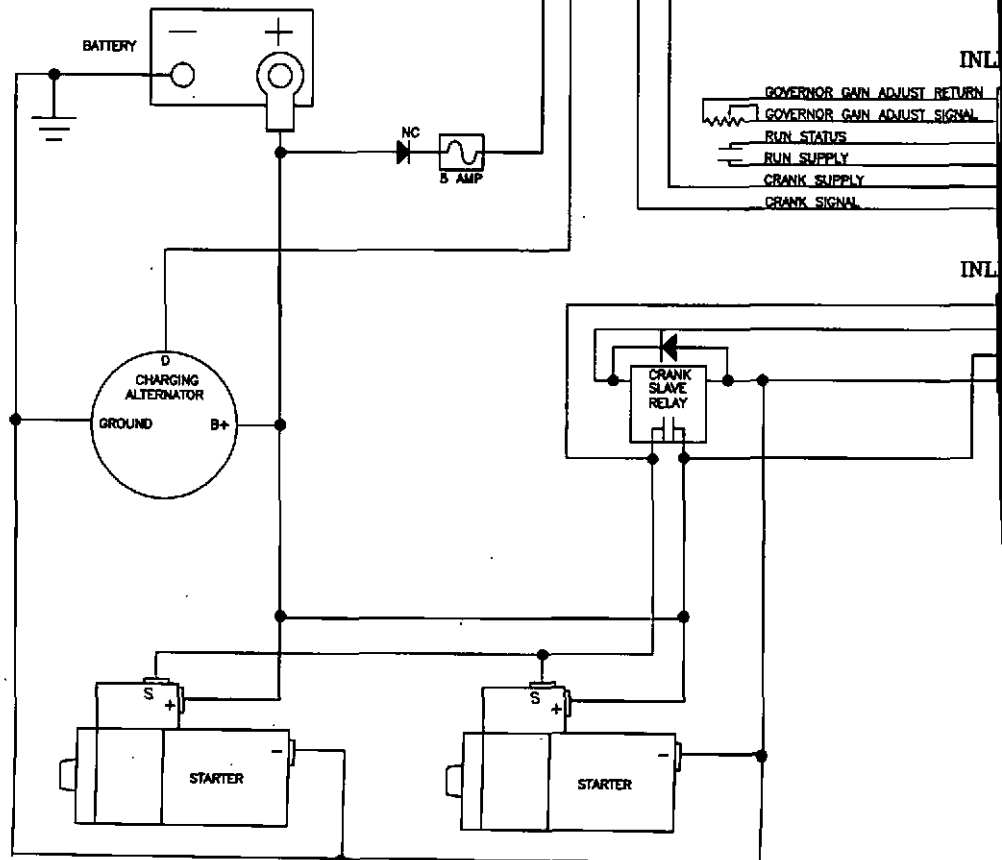 BATTERY
— +
INL
GOVERNOR GAIN ADJUST RETURN
GOVERNOR GAIN ADJUST SIGNAL
RUN STATUS
RUN SUPPLY
CRANK SUPPLY
CRANK SIGNAL
NC
5 AMP
INL
D
CHARGING
ALTERNATOR
GROUND B+
CRANK
SLAVE
RELAY
S
+
-
STARTER
S
+
-
STARTER